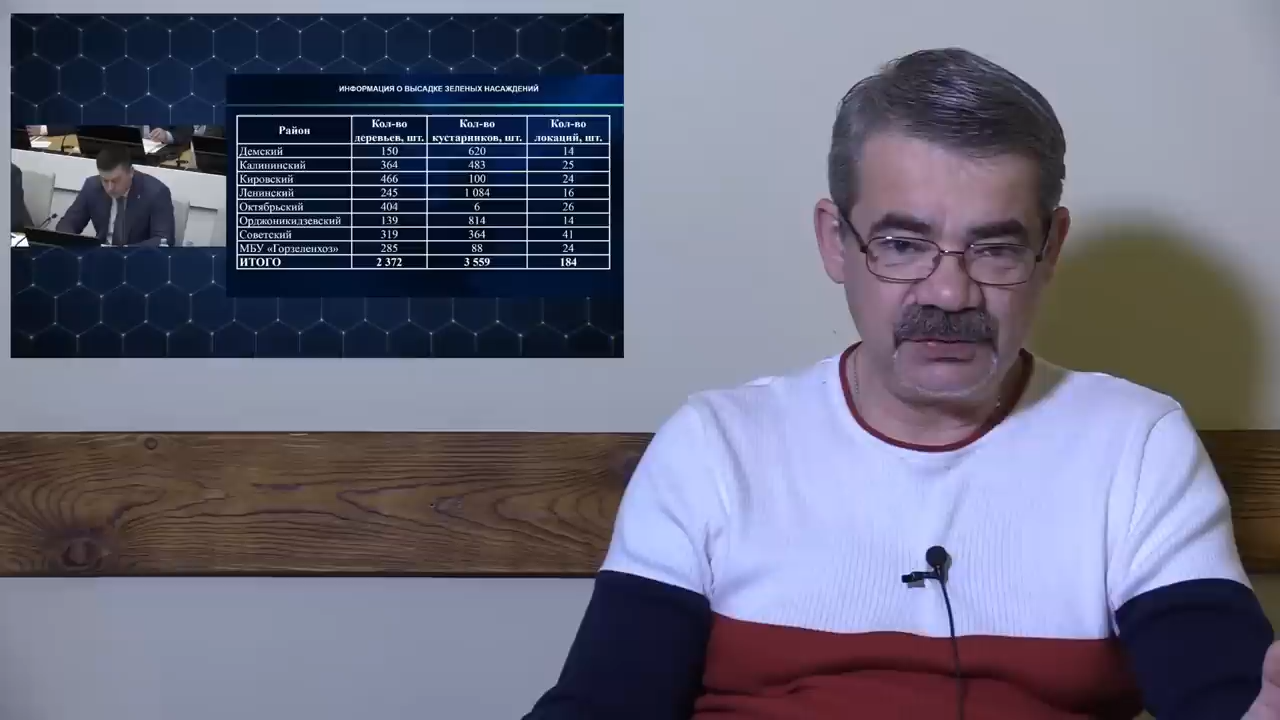 ИНФОРМАЦИЯ О ВЫСАДКЕ ЗЕЛЕНЫХ НАСАЖДЕНИЙ
Район Кол-во деревьев, шт. Кол-во кустарников, шт. Кол-во локаций, шт.
Демский 150 620 14
Калининский 364 483 25
Кировский 466 100 24
Ленинский 245 1 084 16
Октябрьский 404 6 26
Орджоникидзевский 139 814 14
Советский 319 364 41
МБУ «Горзеленхоз» 285 88 24
ИТОГО 2 372 3 559 184